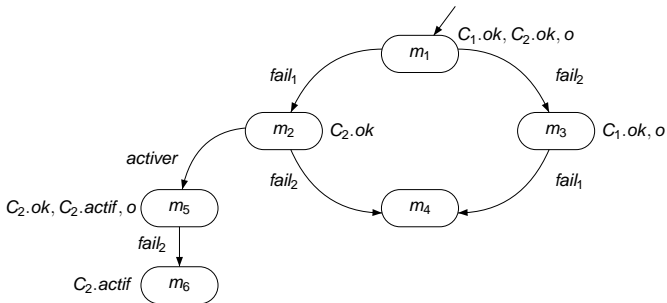 C₁.ok, C₂.ok, o
m₁
fail₁
fail₂
m₂
C₂.ok
m₃
C₁.ok, o
activer
fail₂
fail₁
C₂.ok, C₂.actif, o
m₅
m₄
fail₂
C₂.actif
m₆